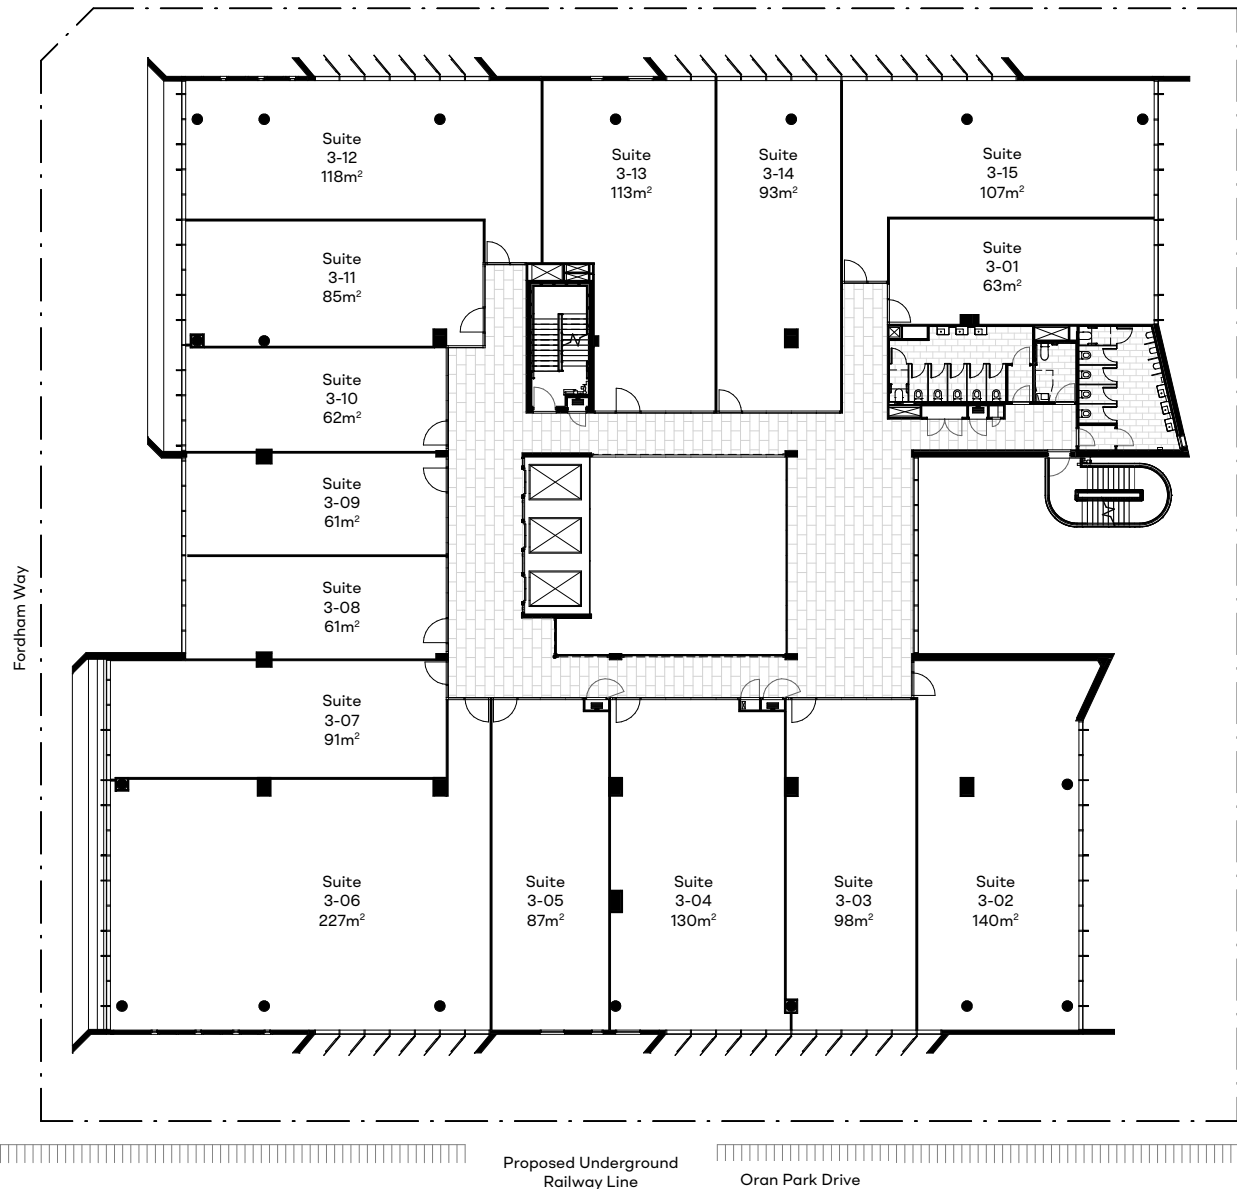 Suite
3-12
118m²
Suite
3-13
113m²
Suite
3-14
93m²
Suite
3-15
107m²
Suite
3-11
85m²
Suite
3-01
63m²
Suite
3-10
62m²
Suite
3-09
61m²
Suite
3-08
61m²
Fordham Way
Suite
3-07
91m²
Suite
3-06
227m²
Suite
3-05
87m²
Suite
3-04
130m²
Suite
3-03
98m²
Suite
3-02
140m²
Proposed Underground
Railway Line
Oran Park Drive